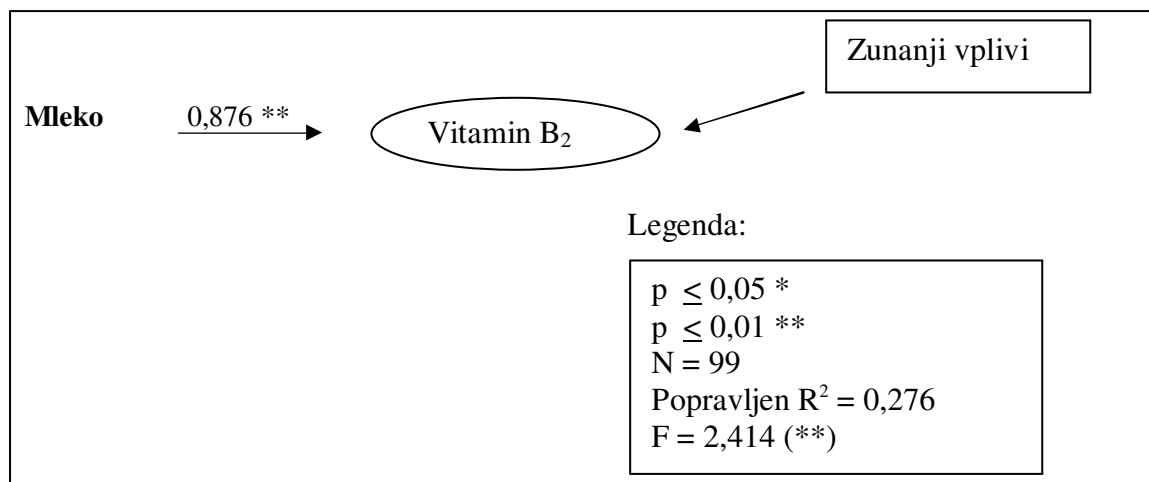 Zunanji vplivi
Mleko
0,876 **
Vitamin B₂
Legenda:
p ≤ 0,05 *
p ≤ 0,01 **
N = 99
Popravljen R² = 0,276
F = 2,414 (**)